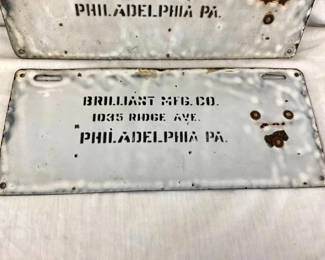 PHILADELPHIA PA.
BRILLIANT MFG. CO.
1035 RIDGE AVE.
PHILADELPHIA PA.